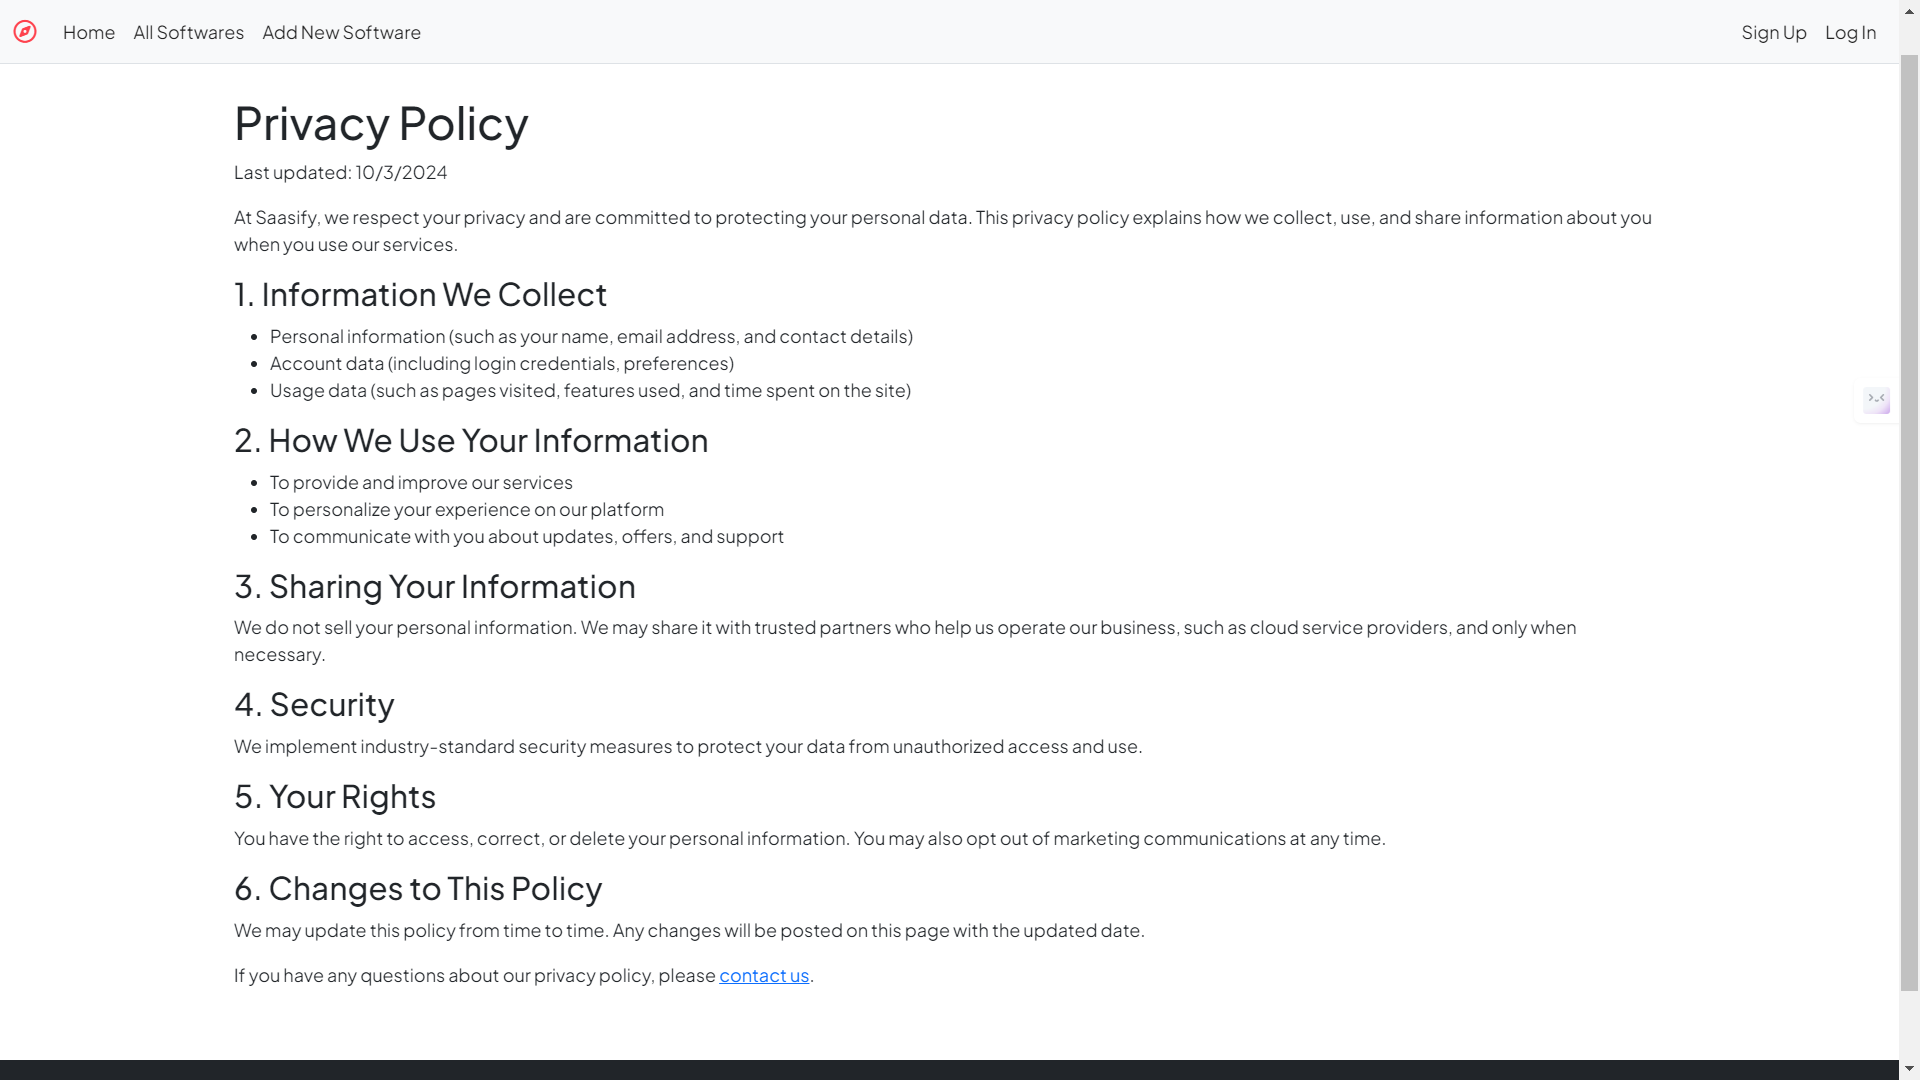 Home All Softwares Add New Software Sign Up Log In
Privacy Policy
Last updated: 10/3/2024
At Saasify, we respect your privacy and are committed to protecting your personal data. This privacy policy explains how we collect, use, and share information about you
when you use our services.
1. Information We Collect
• Personal information (such as your name, email address, and contact details)
• Account data (including login credentials, preferences)
• Usage data (such as pages visited, features used, and time spent on the site)
2. How We Use Your Information
• To provide and improve our services
• To personalize your experience on our platform
• To communicate with you about updates, offers, and support
3. Sharing Your Information
We do not sell your personal information. We may share it with trusted partners who help us operate our business, such as cloud service providers, and only when
necessary.
4. Security
We implement industry-standard security measures to protect your data from unauthorized access and use.
5. Your Rights
You have the right to access, correct, or delete your personal information. You may also opt out of marketing communications at any time.
6. Changes to This Policy
We may update this policy from time to time. Any changes will be posted on this page with the updated date.
If you have any questions about our privacy policy, please contact us.